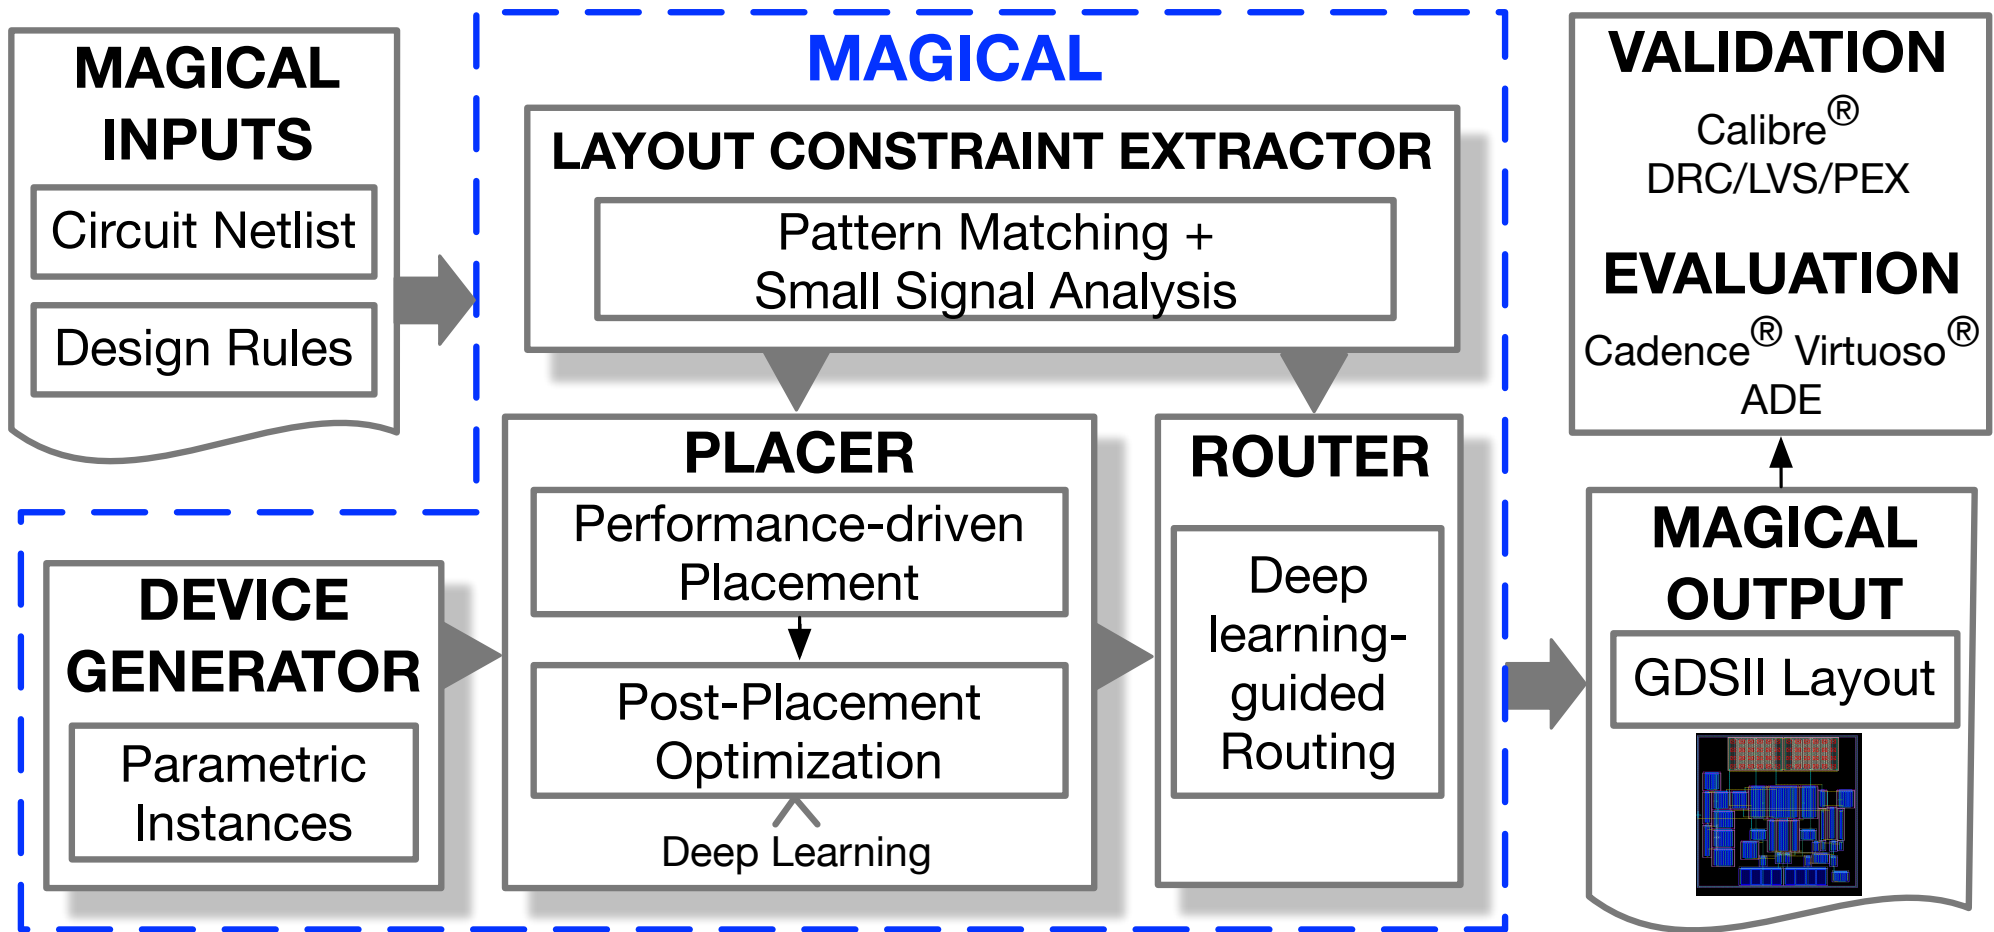 MAGICAL
INPUTS
Circuit Netlist
Design Rules
MAGICAL
LAYOUT CONSTRAINT EXTRACTOR
Pattern Matching +
Small Signal Analysis
DEVICE
GENERATOR
Parametric
Instances
PLACER
Performance-driven
Placement
Post-Placement
Optimization
Deep Learning
ROUTER
Deep
learning-
guided
Routing
VALIDATION
Calibre®
DRC/LVS/PEX
EVALUATION
Cadence® Virtuoso®
ADE
MAGICAL
OUTPUT
GDSII Layout